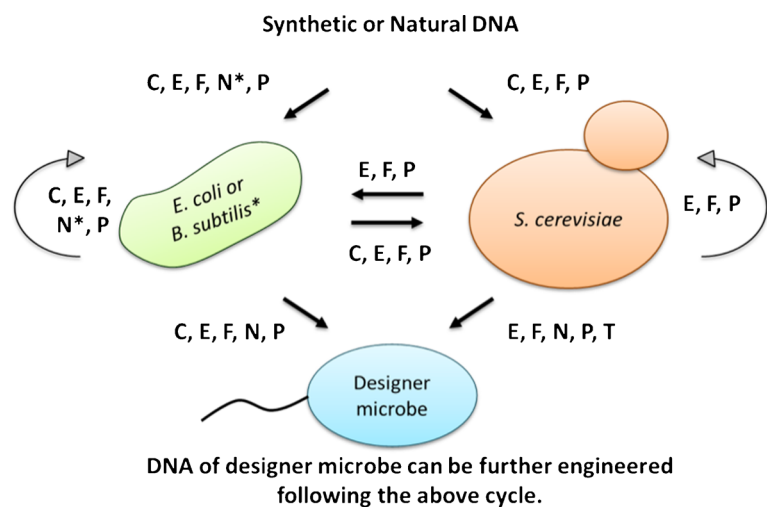 Synthetic or Natural DNA
C, E, F, N*, P
C, E, F, P
C, E, F,
N*, P
E. coli or
B. subtilis*
E, F, P
C, E, F, P
S. cerevisiae
E, F, P
C, E, F, N, P
E, F, N, P, T
Designer
microbe
DNA of designer microbe can be further engineered
following the above cycle.